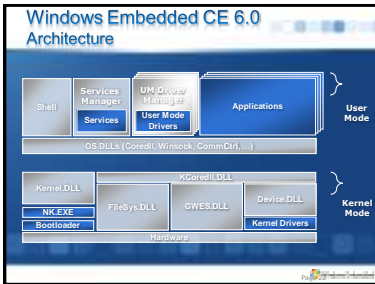 Windows Embedded CE 6.0
Architecture
Shell
Services
Manager
Services
UM Driver
Manager
User Mode
Drivers
Applications
User
Mode
OS DLLs (Coredll, Winsock, CommCtrl, ...)
KCoredll.DLL
Kernel.DLL
NK.EXE
Bootloader
FileSys.DLL
GWES.DLL
Device.DLL
Kernel Drivers
Kernel
Mode
Hardware